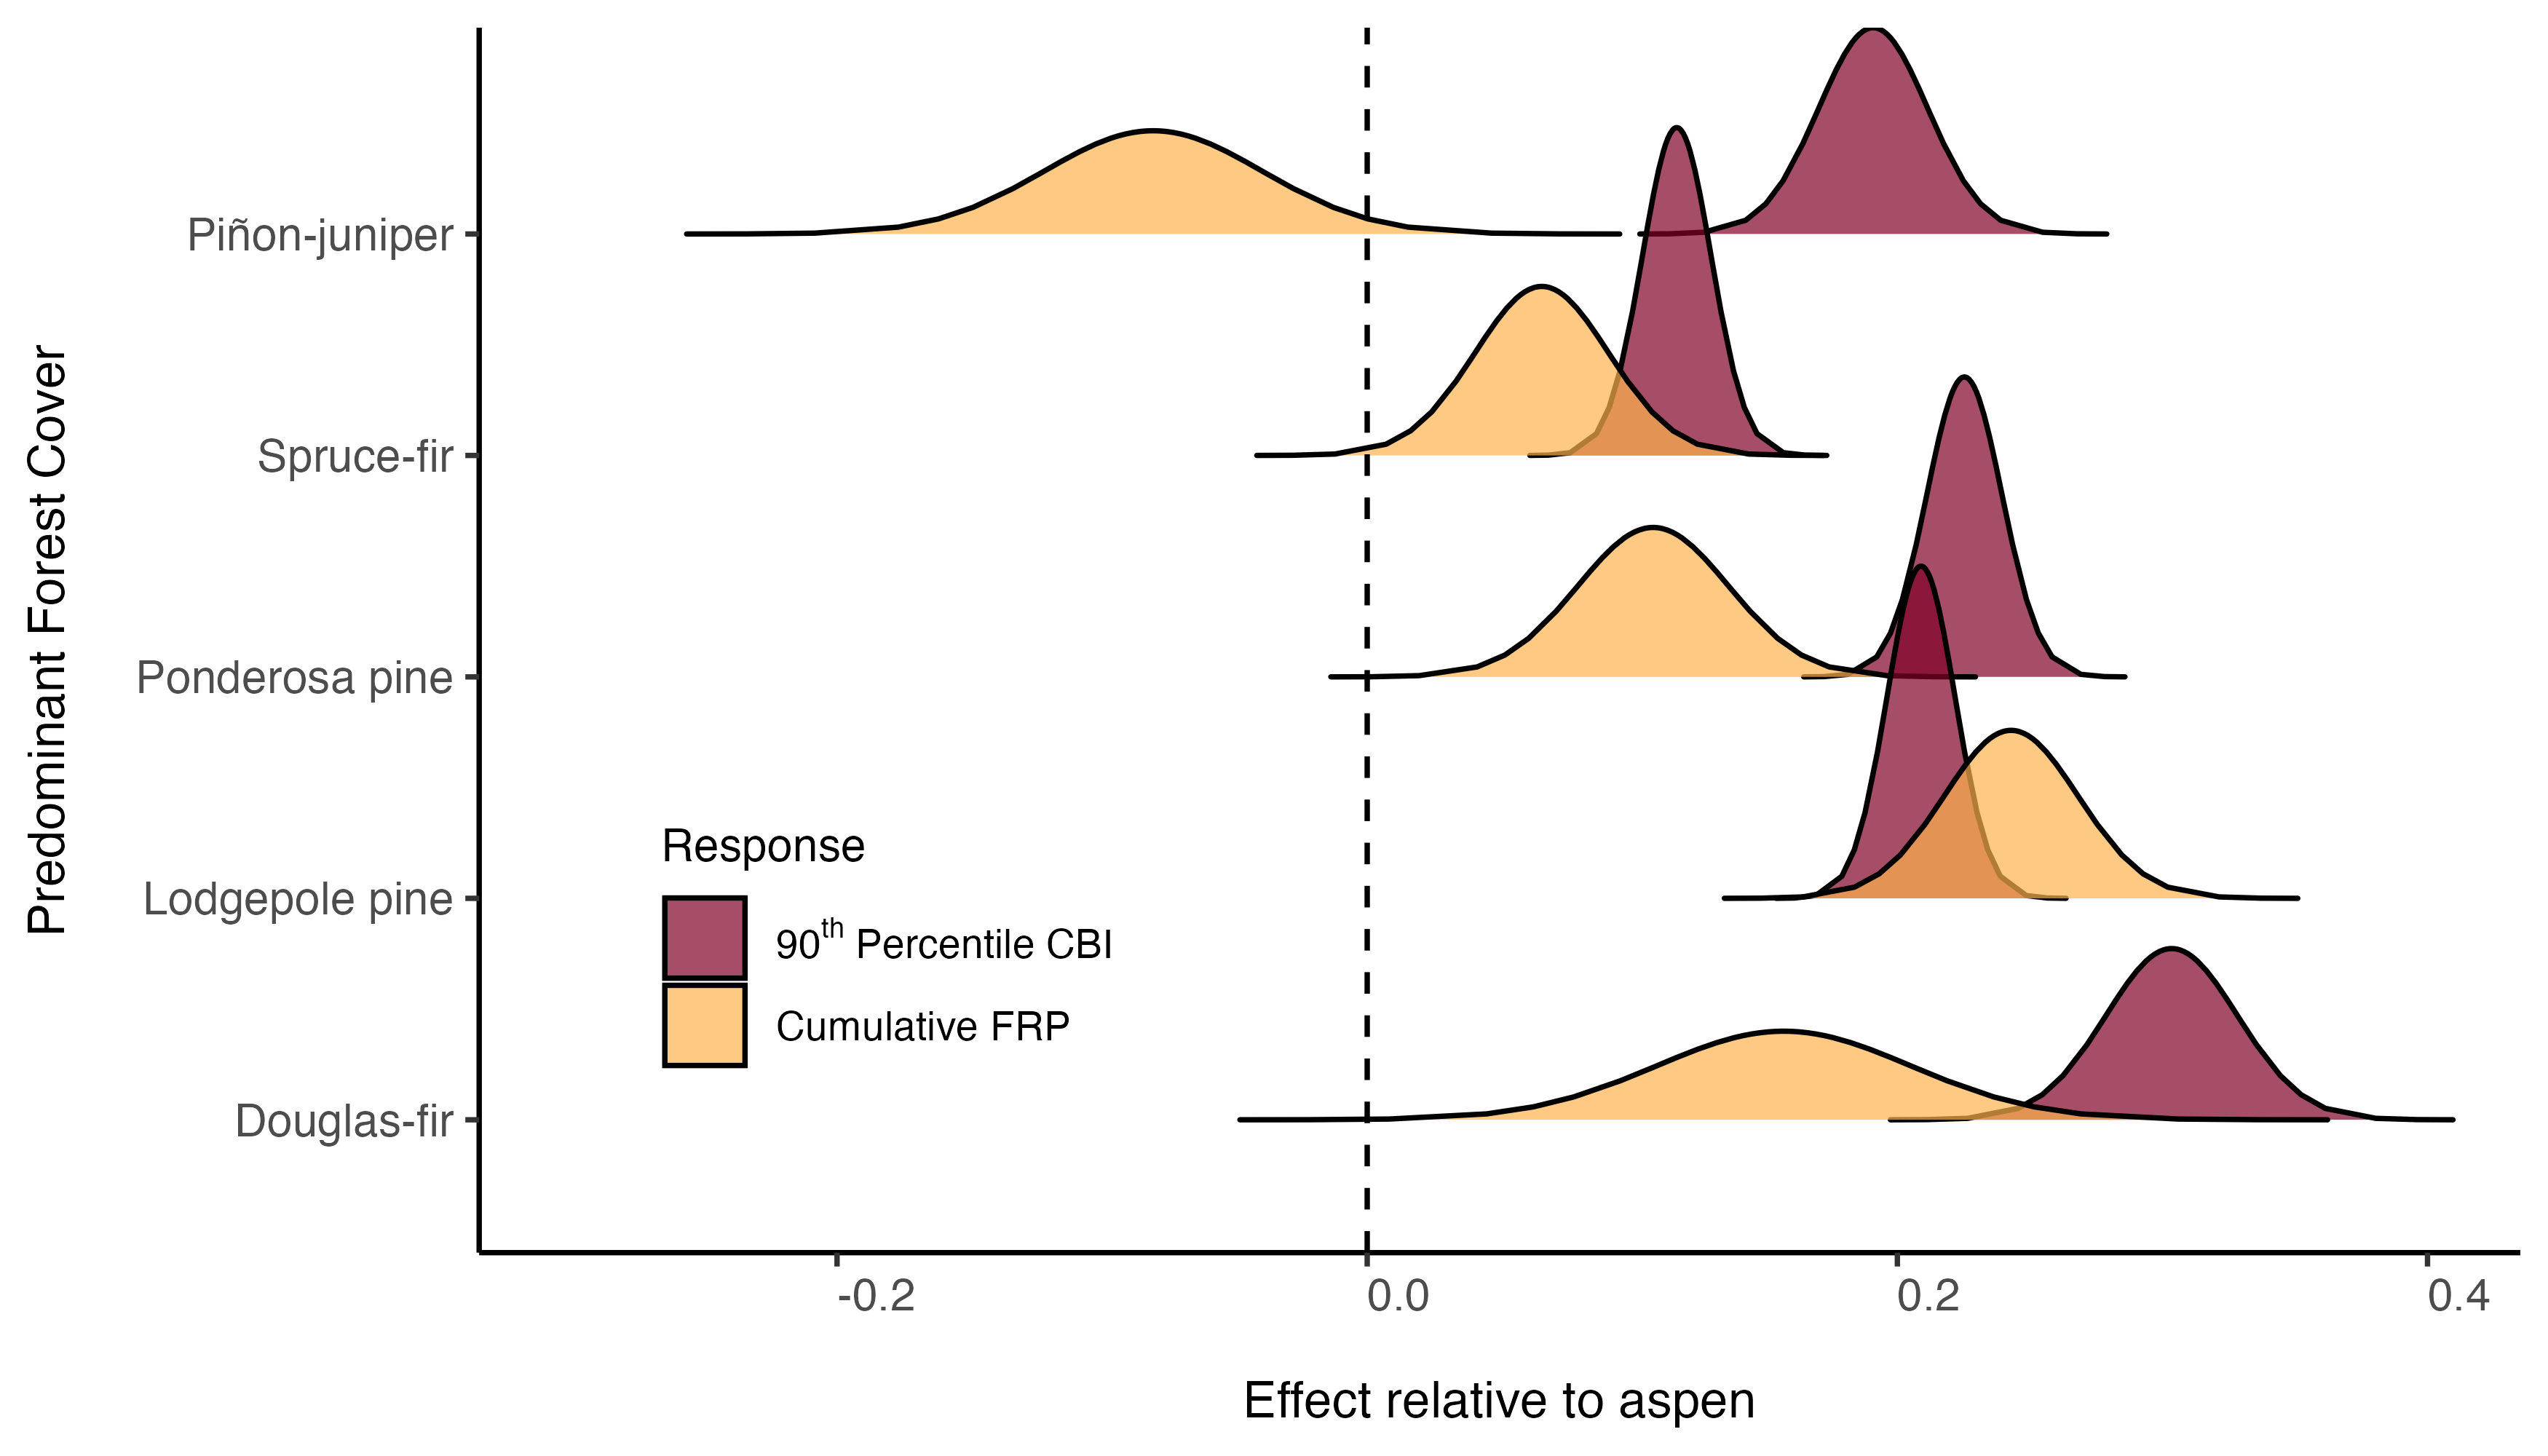 Predominant Forest Cover
Piñon-juniper
Spruce-fir
Ponderosa pine
Lodgepole pine
Douglas-fir
Response
90th Percentile CBI
Cumulative FRP
-0.2
0.0
0.2
0.4
Effect relative to aspen